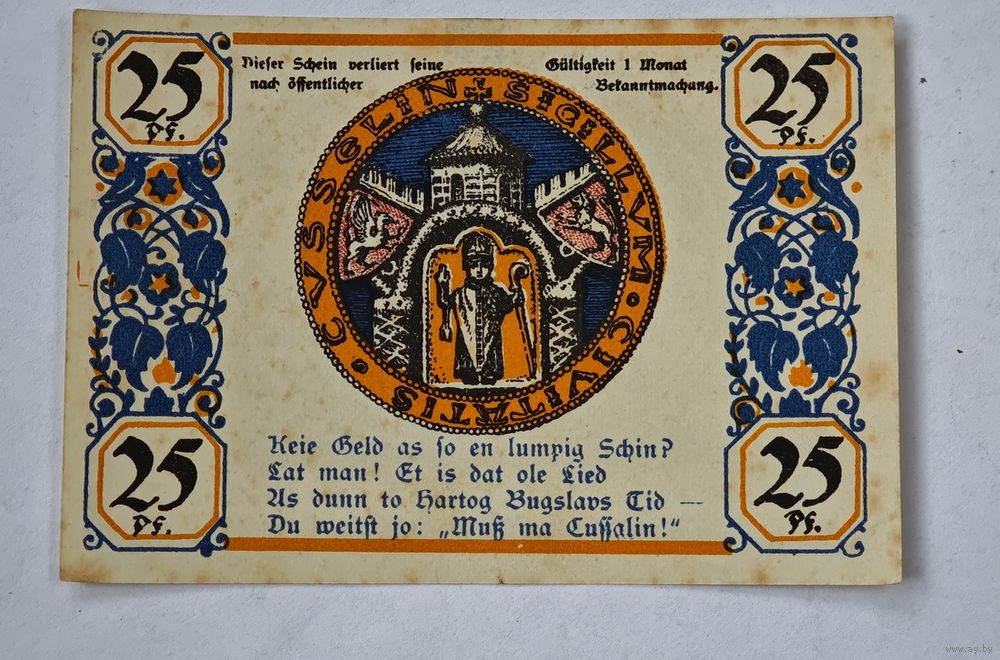 25 Pf.
Dieser Schein verliert seine Gültigkeit 1 Monat
nach öffentlicher Bekanntmachung.
25 Pf.
SIGILLVM · CIVITATIS · CVSSELIN
Keie Geld as so en lumpig Schin?
Lat man! Et is dat ole Lied
As dunn to Hartog Bugslavs Tid —
Du weitst jo: „Muß ma Cussalin!“
25 Pf.
25 Pf.
www.ay.by